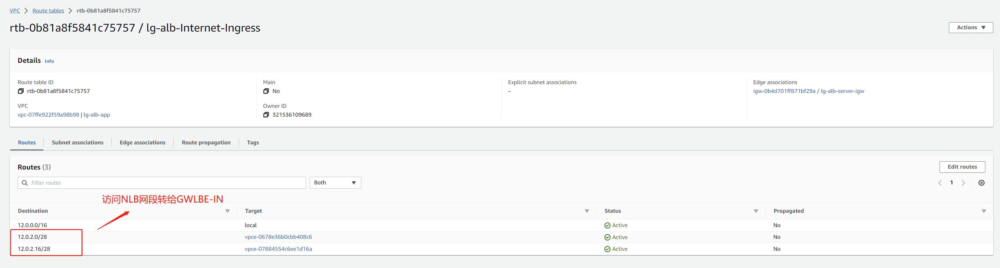 VPC > Route tables > rtb-0b81a8f5841c75757
rtb-0b81a8f5841c75757 / lg-alb-Internet-Ingress
Actions
Details Info
Route table ID
rtb-0b81a8f5841c75757
Main
No
Explicit subnet associations
–
Edge associations
igw-0b4d701ff871bf29a / lg-alb-server-igw
VPC
vpc-07ffe922f59a98b98 | lg-alb-app
Owner ID
321536109689
Routes Subnet associations Edge associations Route propagation Tags
Routes (3)
Edit routes
Filter routes
Both
1
访问NLB网段转给GWLBE-IN
Destination Target Status Propagated
12.0.0.0/16 local Active No
12.0.2.0/28 vpce-0678e36b0cbb408c6 Active No
12.0.2.16/28 vpce-07884554c6ee1d16a Active No